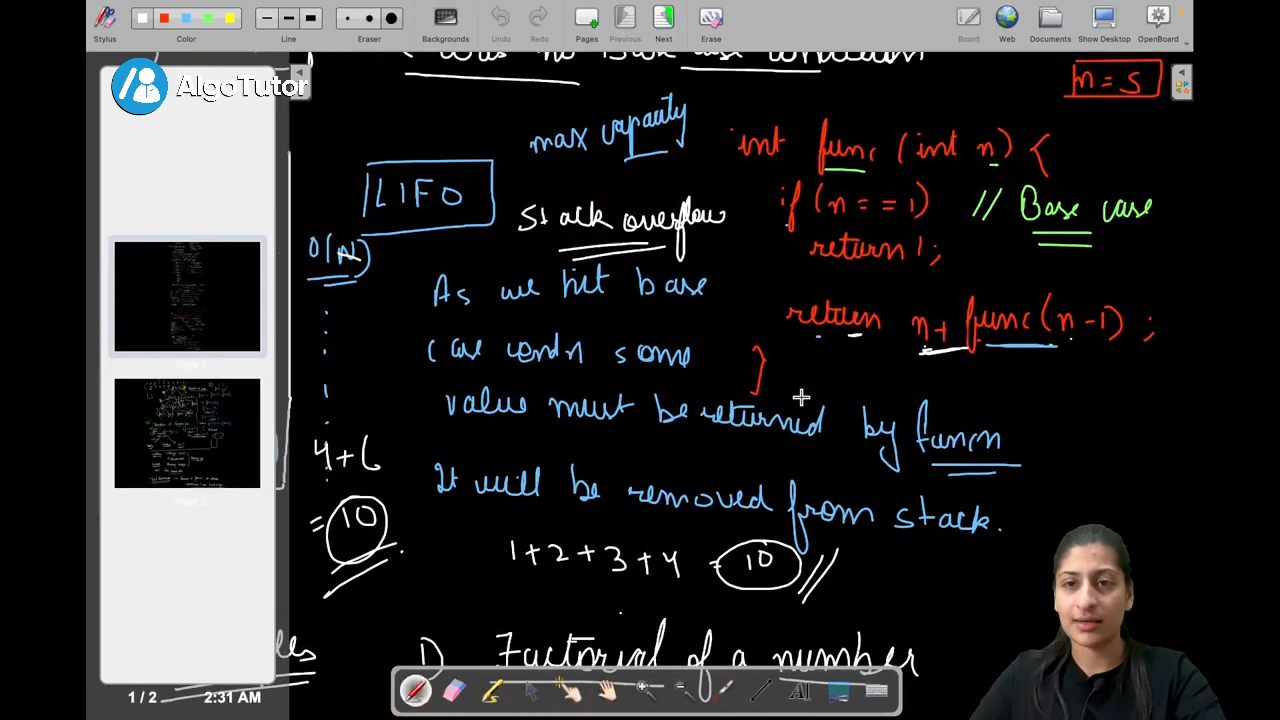 Stylus
Color
Line
Eraser
Backgrounds
Undo
Redo
Pages
Previous
Next
Erase
Board
Web
Documents
Show Desktop
OpenBoard
AlgoTutor
n = 5
max capacity
int func (int n) {
LIFO
if (n == 1) // Base case
Stack overflow
return 1;
O(N)
As we hit base
return n + func(n-1) ;
case condn some }
value must be returned by funcn
4+6
It will be removed from stack.
= 10
1+2+3+4 = 10 //
1) Factorial of a number
1 / 2
2:31 AM